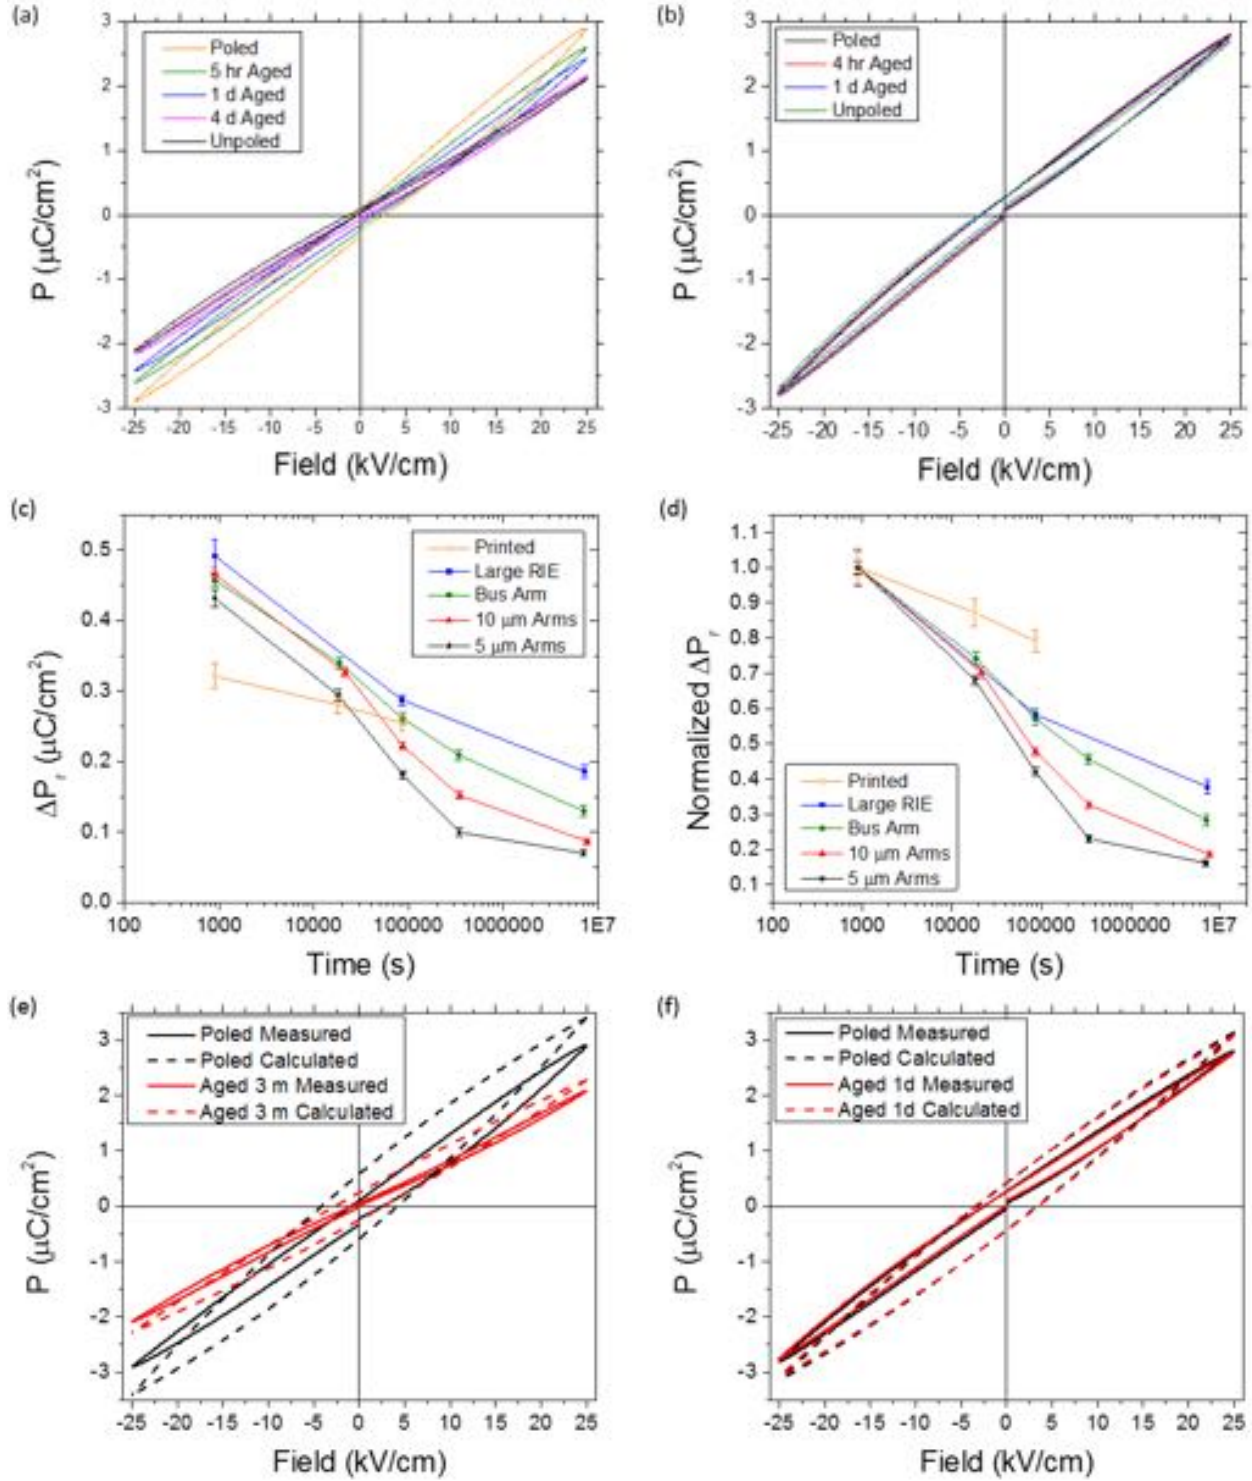 (a)
3
2
1
0
-1
-2
-3
P (μC/cm²)
Poled
5 hr Aged
1 d Aged
4 d Aged
Unpoled
-25 -20 -15 -10 -5 0 5 10 15 20 25
Field (kV/cm)
(b)
3
2
1
0
-1
-2
-3
P (μC/cm²)
Poled
4 hr Aged
1 d Aged
Unpoled
-25 -20 -15 -10 -5 0 5 10 15 20 25
Field (kV/cm)
(c)
0.5
0.4
0.3
0.2
0.1
0.0
ΔPr (μC/cm²)
Printed
Large RIE
Bus Arm
10 μm Arms
5 μm Arms
100 1000 10000 100000 1000000 1E7
Time (s)
(d)
1.1
1.0
0.9
0.8
0.7
0.6
0.5
0.4
0.3
0.2
0.1
Normalized ΔPr
Printed
Large RIE
Bus Arm
10 μm Arms
5 μm Arms
100 1000 10000 100000 1000000 1E7
Time (s)
(e)
3
2
1
0
-1
-2
-3
P (μC/cm²)
Poled Measured
Poled Calculated
Aged 3 m Measured
Aged 3 m Calculated
-25 -20 -15 -10 -5 0 5 10 15 20 25
Field (kV/cm)
(f)
3
2
1
0
-1
-2
-3
P (μC/cm²)
Poled Measured
Poled Calculated
Aged 1d Measured
Aged 1d Calculated
-25 -20 -15 -10 -5 0 5 10 15 20 25
Field (kV/cm)